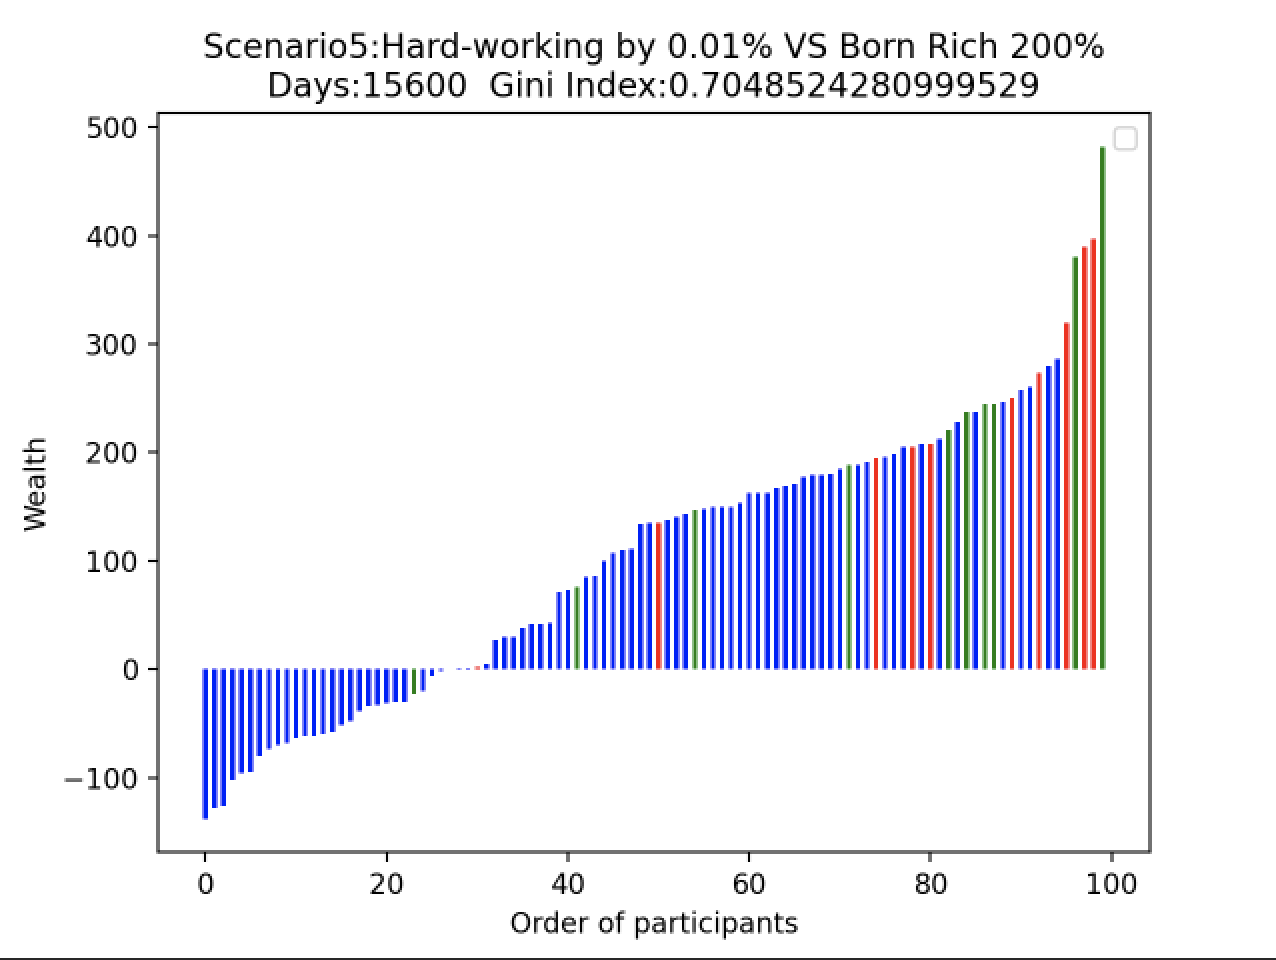 Scenario5:Hard-working by 0.01% VS Born Rich 200%
Days:15600  Gini Index:0.7048524280999529
500
400
300
200
100
0
−100
Wealth
0 20 40 60 80 100
Order of participants